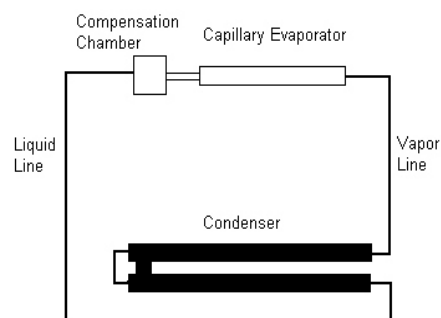 Compensation
Chamber
Capillary Evaporator
Liquid
Line
Vapor
Line
Condenser